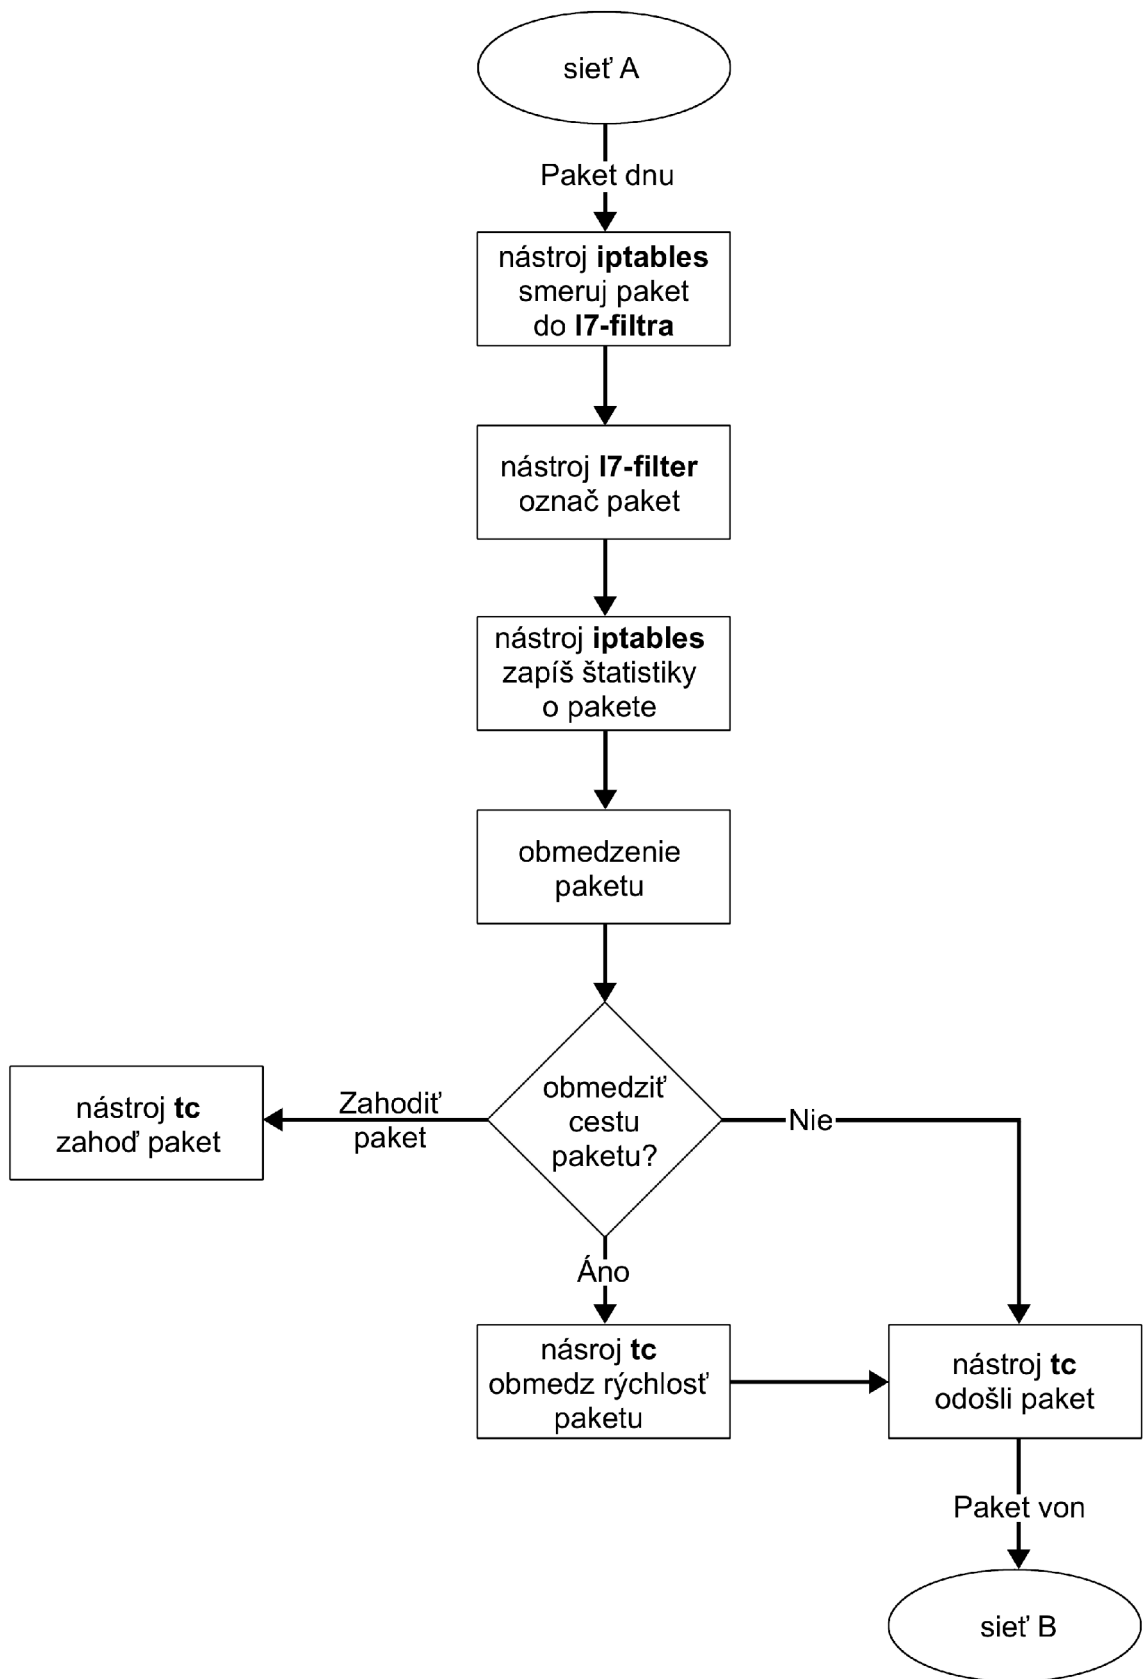 sieť A
Paket dnu
nástroj iptables
smeruj paket
do l7-filtra
nástroj l7-filter
označ paket
nástroj iptables
zapíš štatistiky
o pakete
obmedzenie
paketu
obmedziť
cestu
paketu?
Zahodiť
paket
nástroj tc
zahoď paket
Nie
Áno
násroj tc
obmedz rýchlosť
paketu
nástroj tc
odošli paket
Paket von
sieť B